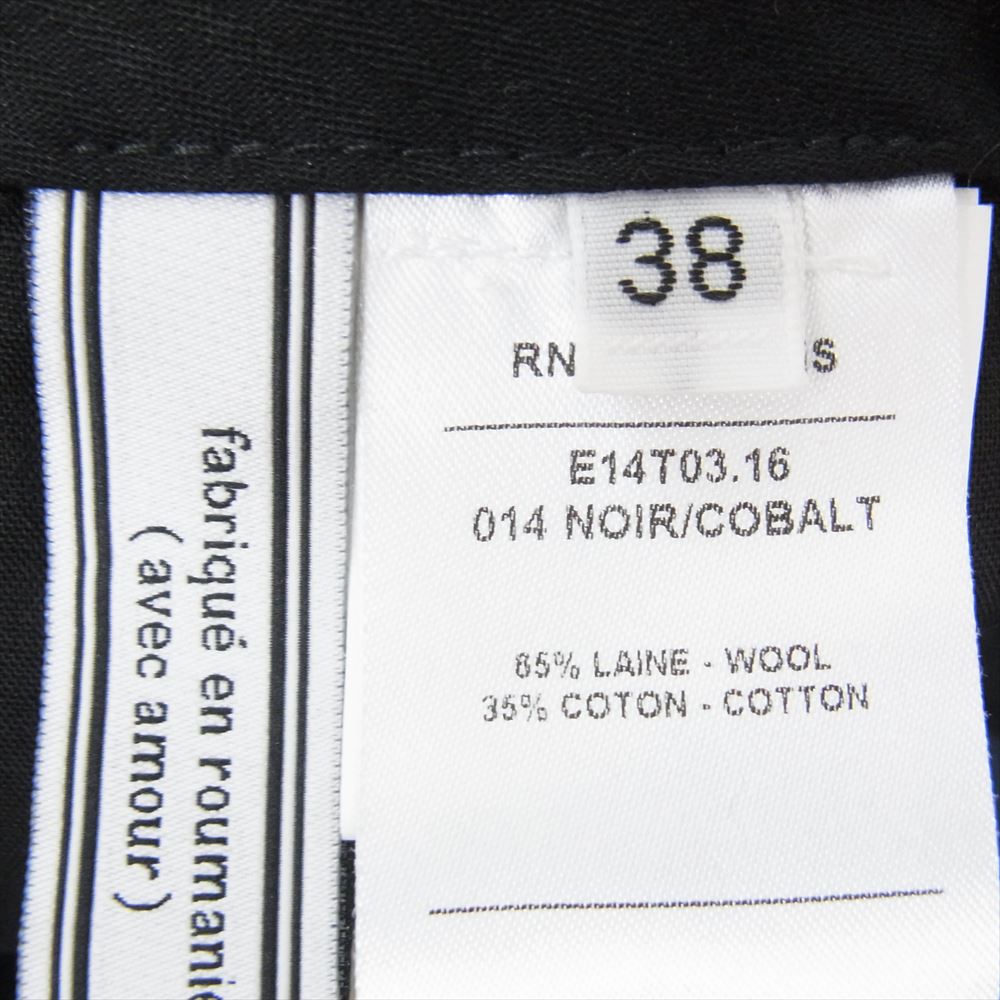 38
RN
E14T03.16
014 NOIR/COBALT
65% LAINE - WOOL
35% COTON - COTTON
fabriqué en roumanie
(avec amour)